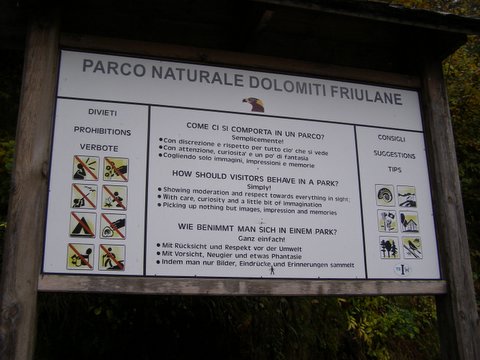 PARCO NATURALE DOLOMITI FRIULANE
DIVIETI
PROHIBITIONS
VERBOTE
COME CI SI COMPORTA IN UN PARCO?
Semplicemente!
•Con discrezione e rispetto per tutto cio' che si vede
•Con attenzione, curiosita' e un po' di fantasia
•Cogliendo solo immagini, impressioni e memorie
HOW SHOULD VISITORS BEHAVE IN A PARK?
Simply!
•Showing moderation and respect towards everything in sight;
•With care, curiosity and a little bit of imagination
•Picking up nothing but images, impression and memories
WIE BENIMMT MAN SICH IN EINEM PARK?
Ganz einfach!
•Mit Rücksicht und Respekt vor der Umwelt
•Mit Vorsicht, Neugier und etwas Phantasie
•Indem man nur Bilder, Eindrücke und Erinnerungen sammelt
CONSIGLI
SUGGESTIONS
TIPS